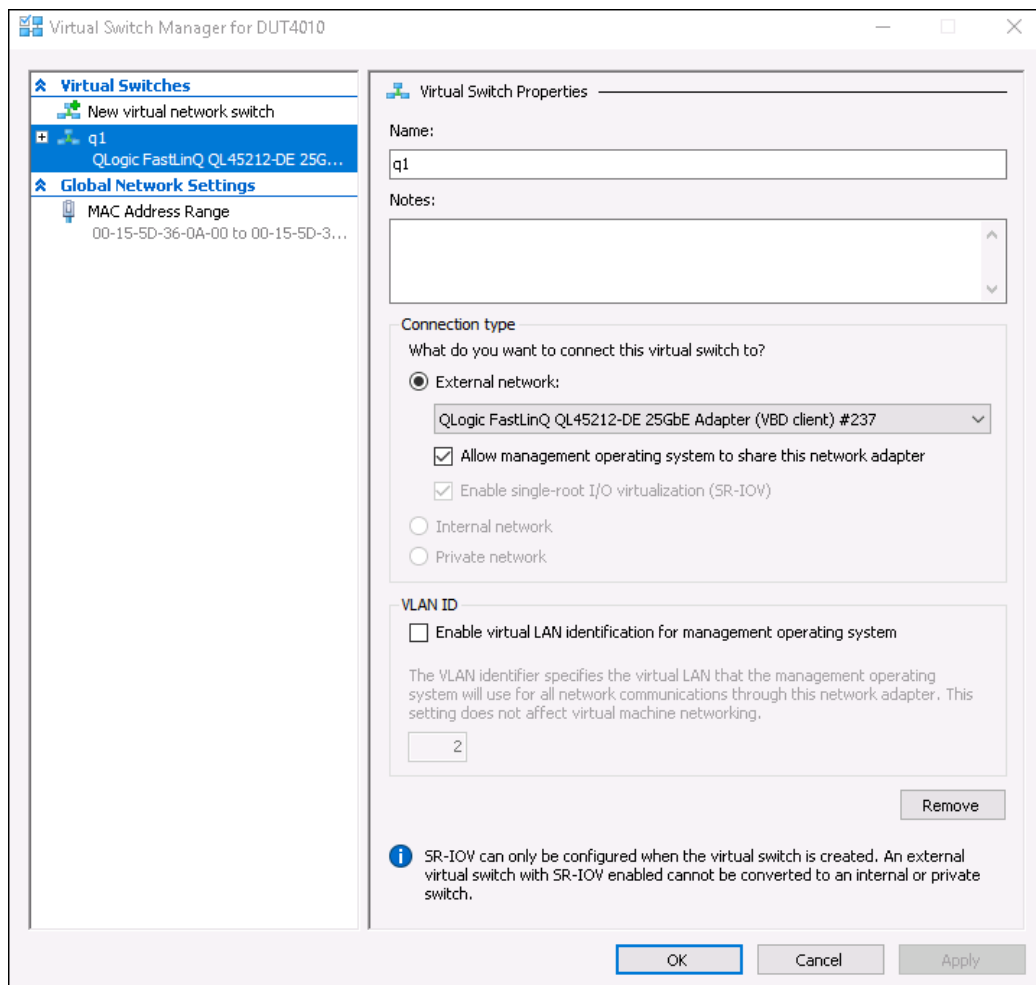 Virtual Switch Manager for DUT4010
Virtual Switches
New virtual network switch
q1
QLogic FastLinQ QL45212-DE 25G...
Global Network Settings
MAC Address Range
00-15-5D-36-0A-00 to 00-15-5D-3...
Virtual Switch Properties
Name:
q1
Notes:
Connection type
What do you want to connect this virtual switch to?
External network:
QLogic FastLinQ QL45212-DE 25GbE Adapter (VBD client) #237
Allow management operating system to share this network adapter
Enable single-root I/O virtualization (SR-IOV)
Internal network
Private network
VLAN ID
Enable virtual LAN identification for management operating system
The VLAN identifier specifies the virtual LAN that the management operating
system will use for all network communications through this network adapter. This
setting does not affect virtual machine networking.
2
Remove
SR-IOV can only be configured when the virtual switch is created. An external
virtual switch with SR-IOV enabled cannot be converted to an internal or private
switch.
OK
Cancel
Apply